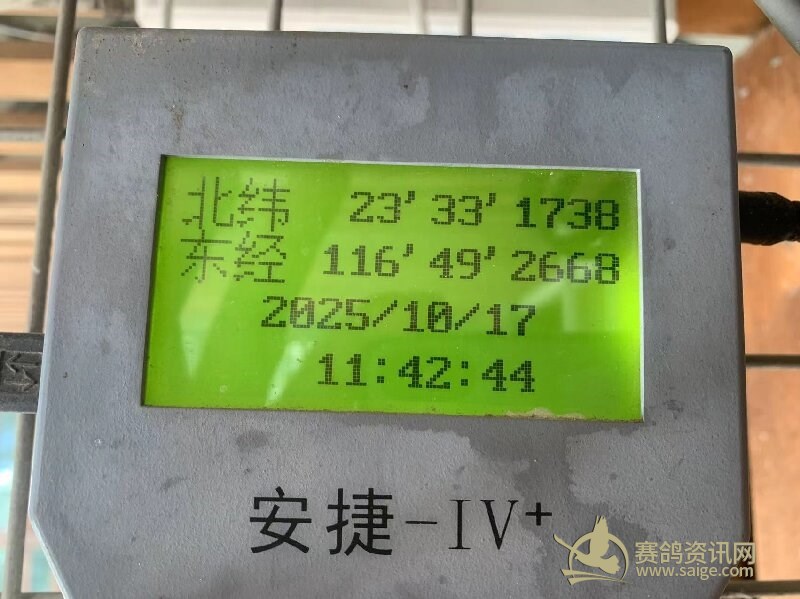 北纬 23' 33' 1738
东经 116' 49' 2668
2025/10/17
11:42:44
安捷-IV+
赛鸽资讯网
www.saige.com